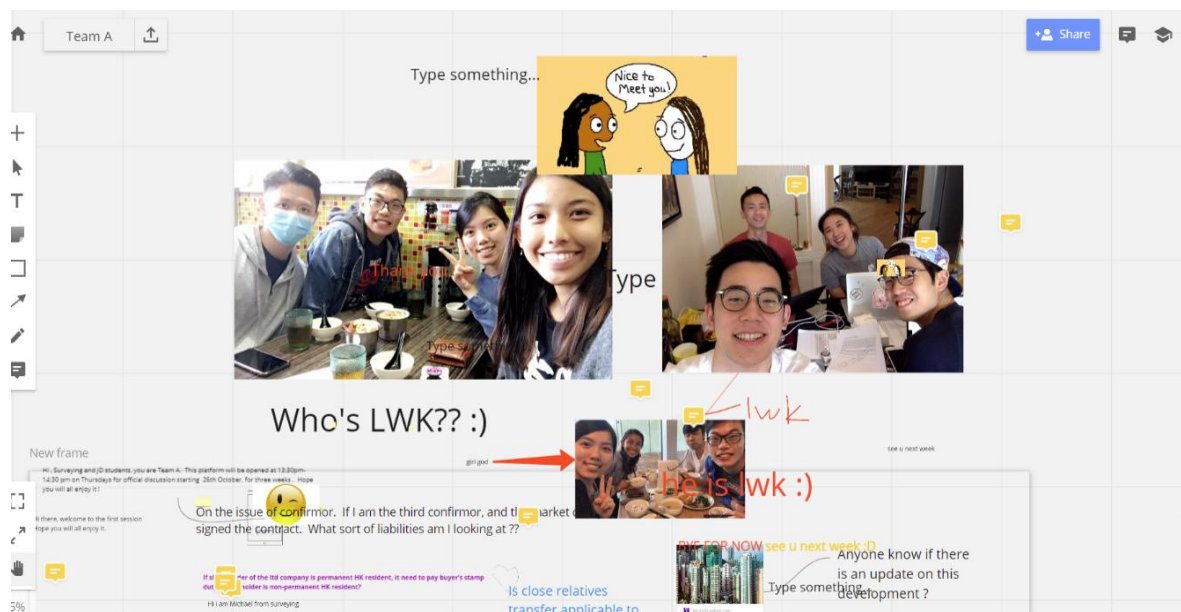 Team A
Share
Type something...
Nice to
Meet you!
Thank you
Type
Type something
Who's LWK?? :)
lwk
girl god
he is lwk :)
see u next week
New frame
Hi, Surveying and JD students, you are Team A. This platform will be opened at 13:30pm-
14:30 pm on Thursdays for official discussion starting 26th October, for three weeks. Hope
you will all enjoy it!
Hi there, welcome to the first session
Hope you will all enjoy it.
On the issue of confirmor. If I am the third confirmor, and the market
signed the contract. What sort of liabilities am I looking at ??
BYE FOR NOW see u next week :D
Anyone know if there
is an update on this
development ?
Type something
of the ltd company is permanent HK resident, it need to pay buyer's stamp
holder is non-permanent HK resident?
Hi I am Michael from surveying
Is close relatives
transfer applicable to
5%